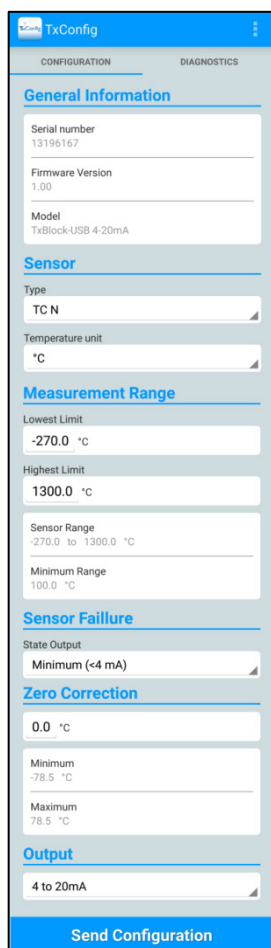 TxConfig TxConfig
CONFIGURATION DIAGNOSTICS
General Information
Serial number
13196167
Firmware Version
1.00
Model
TxBlock-USB 4-20mA
Sensor
Type
TC N
Temperature unit
°C
Measurement Range
Lowest Limit
-270.0 °C
Highest Limit
1300.0 °C
Sensor Range
-270.0 to 1300.0 °C
Minimum Range
100.0 °C
Sensor Faillure
State Output
Minimum (<4 mA)
Zero Correction
0.0 °C
Minimum
-78.5 °C
Maximum
78.5 °C
Output
4 to 20mA
Send Configuration